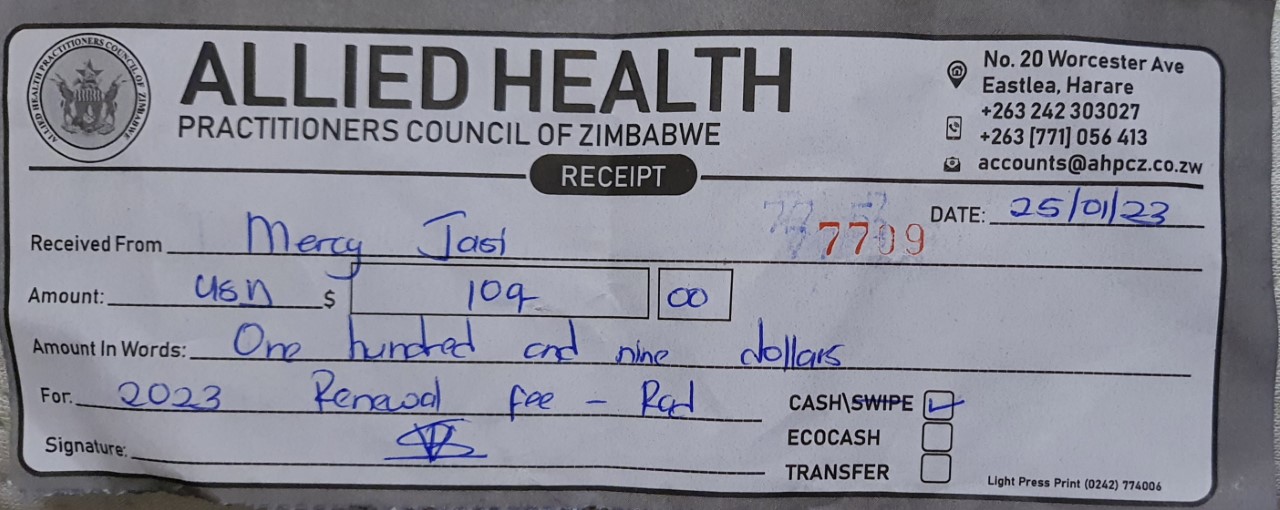 ALLIED HEALTH PRACTITIONERS COUNCIL OF ZIMBABWE
ALLIED HEALTH
PRACTITIONERS COUNCIL OF ZIMBABWE
No. 20 Worcester Ave
Eastlea, Harare
+263 242 303027
+263 [771] 056 413
accounts@ahpcz.co.zw
RECEIPT
DATE: 25/01/23
7709
Received From Mercy Jasi
Amount: usn $ 109 00
Amount In Words: One hundred and nine dollars
For. 2023 Renewal fee - Rad
Signature:
CASH\SWIPE
ECOCASH
TRANSFER
Light Press Print (0242) 774006